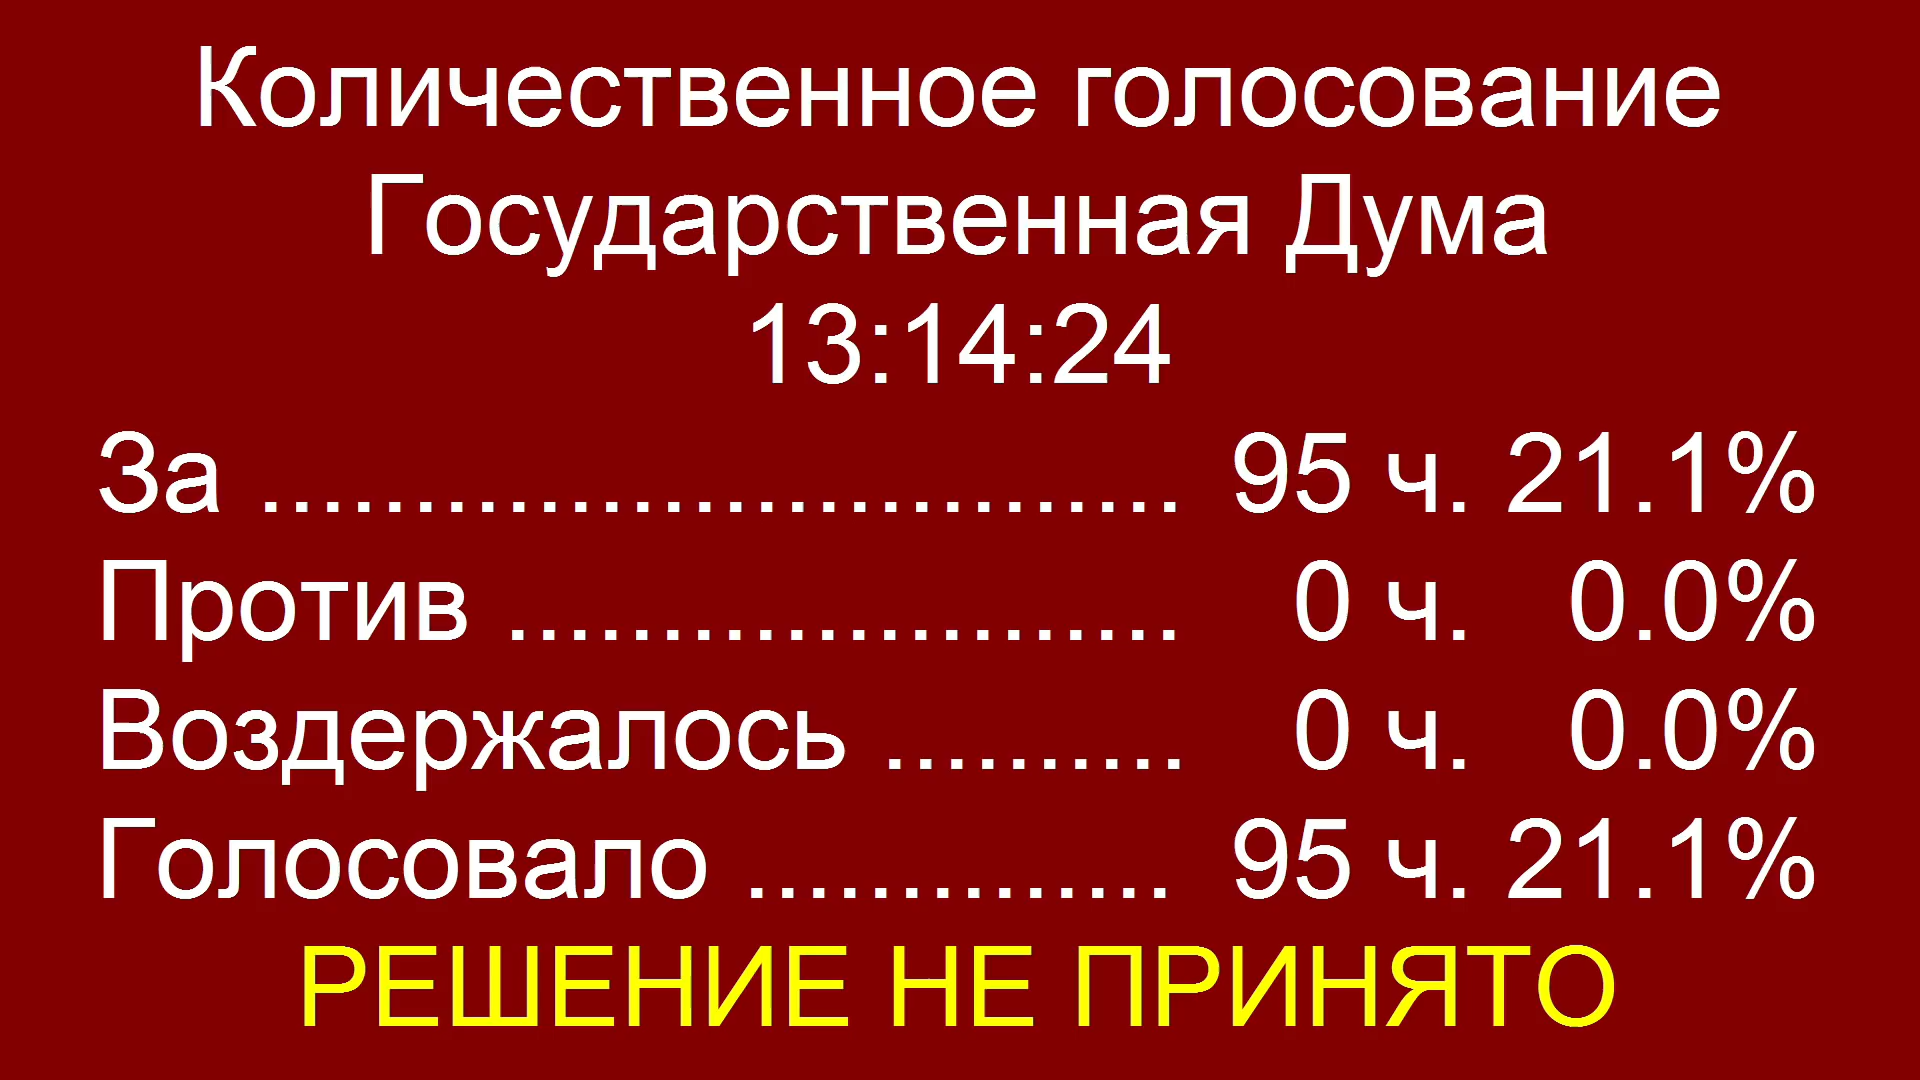 Количественное голосование
Государственная Дума
13:14:24
За .............................. 95 ч. 21.1%
Против ...................... 0 ч. 0.0%
Воздержалось .......... 0 ч. 0.0%
Голосовало .............. 95 ч. 21.1%
РЕШЕНИЕ НЕ ПРИНЯТО